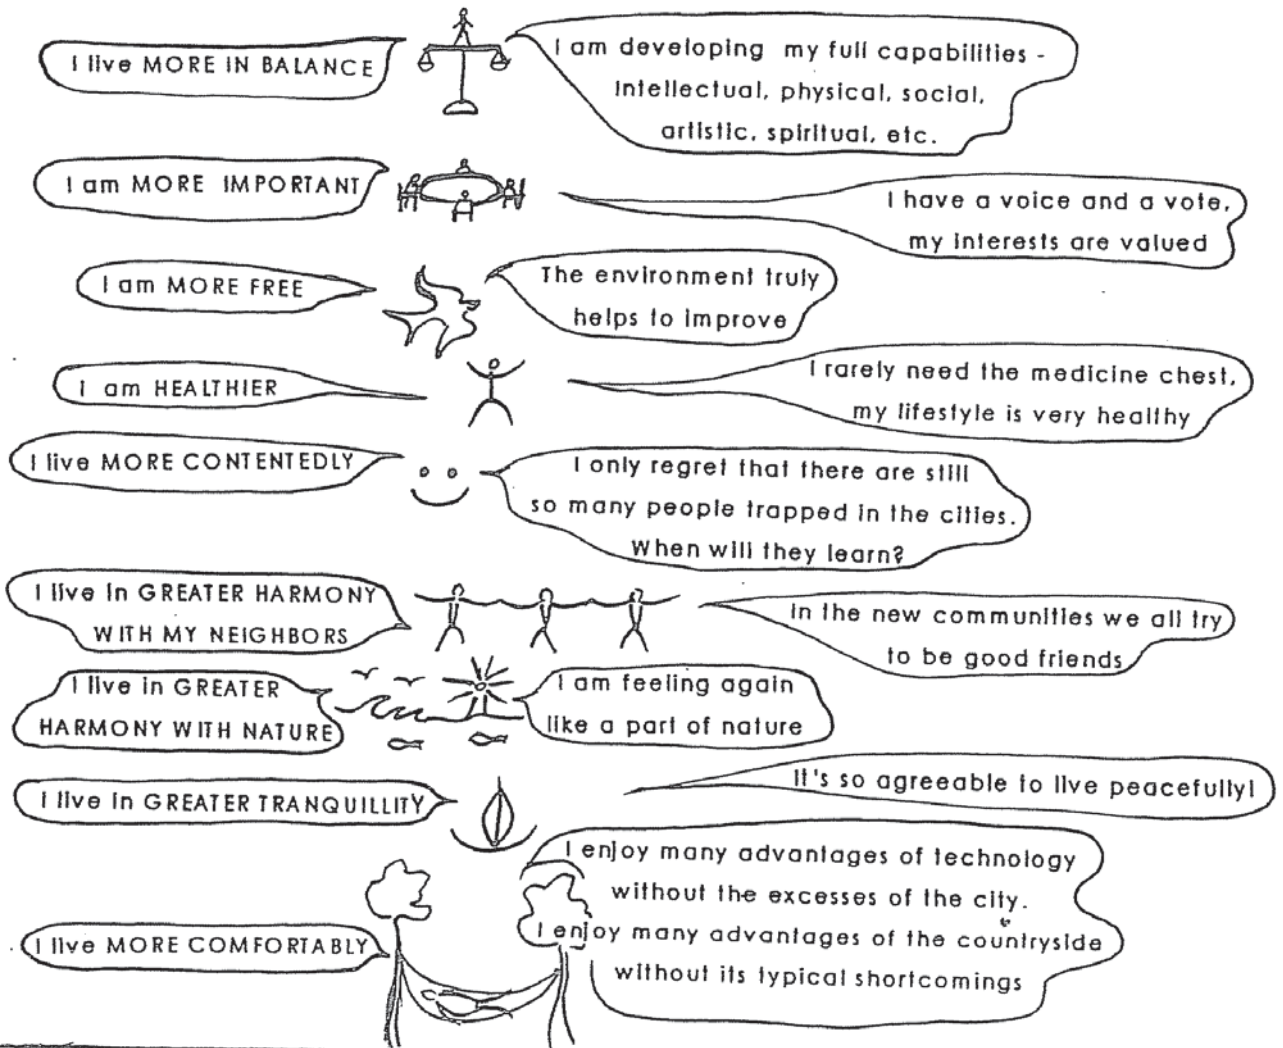 I live MORE IN BALANCE
I am developing my full capabilities -
intellectual, physical, social,
artistic, spiritual, etc.
I am MORE IMPORTANT
I have a voice and a vote,
my interests are valued
I am MORE FREE
The environment truly
helps to improve
I am HEALTHIER
I rarely need the medicine chest,
my lifestyle is very healthy
I live MORE CONTENTEDLY
I only regret that there are still
so many people trapped in the cities.
When will they learn?
I live in GREATER HARMONY
WITH MY NEIGHBORS
In the new communities we all try
to be good friends
I live in GREATER
HARMONY WITH NATURE
I am feeling again
like a part of nature
I live in GREATER TRANQUILLITY
It's so agreeable to live peacefully!
I enjoy many advantages of technology
without the excesses of the city.
I enjoy many advantages of the countryside
without its typical shortcomings
I live MORE COMFORTABLY